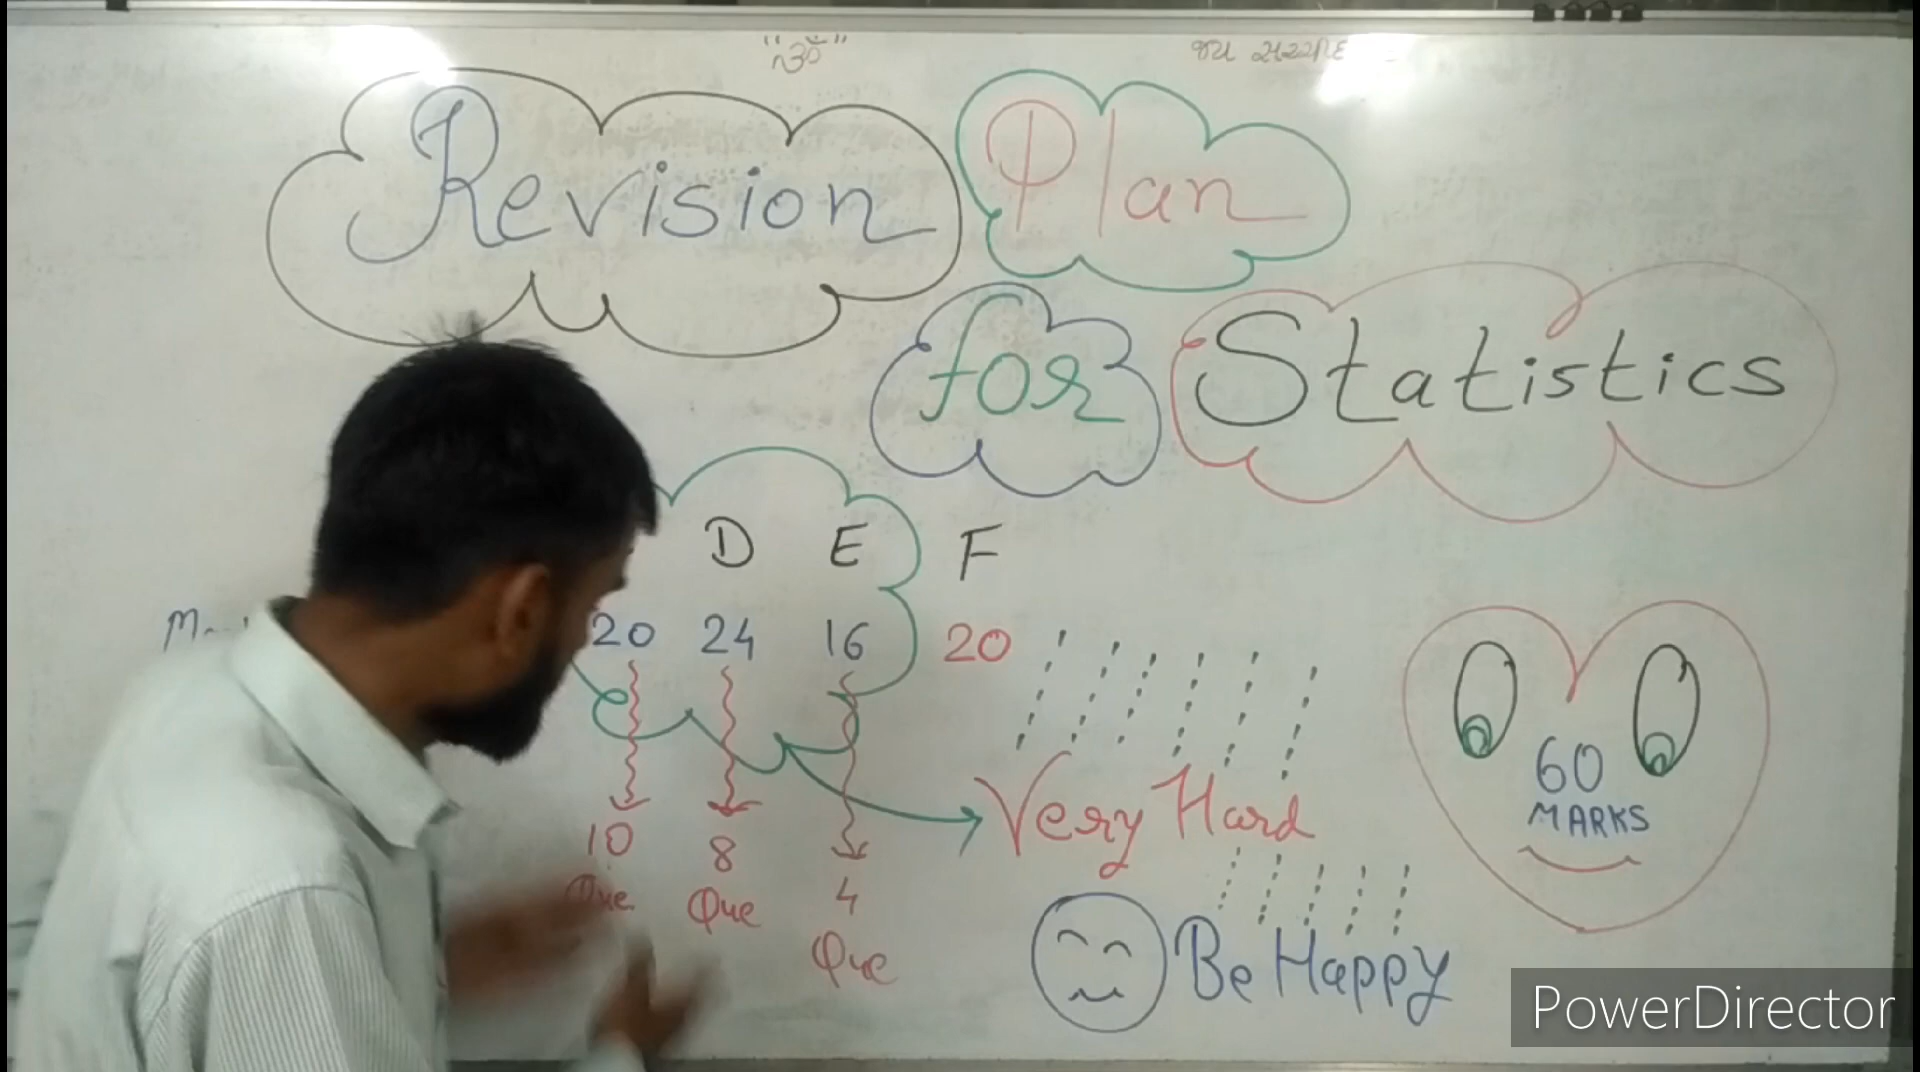 "ૐ" જય
Revision Plan
for Statistics
D E F
20 24 16 20
60
MARKS
Very Hard
10 8 4
Que Que Que
Be Happy
PowerDirector